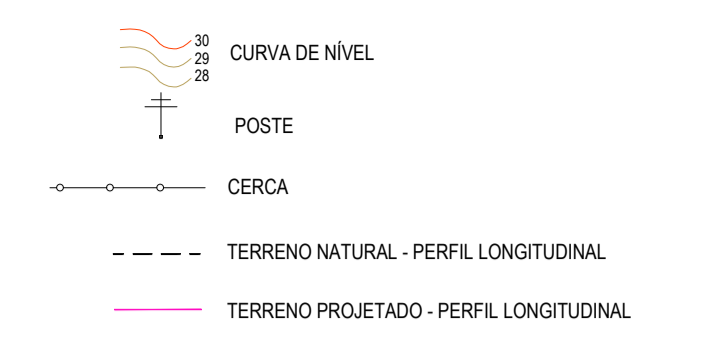 30
29
28
CURVA DE NÍVEL
POSTE
CERCA
TERRENO NATURAL - PERFIL LONGITUDINAL
TERRENO PROJETADO - PERFIL LONGITUDINAL